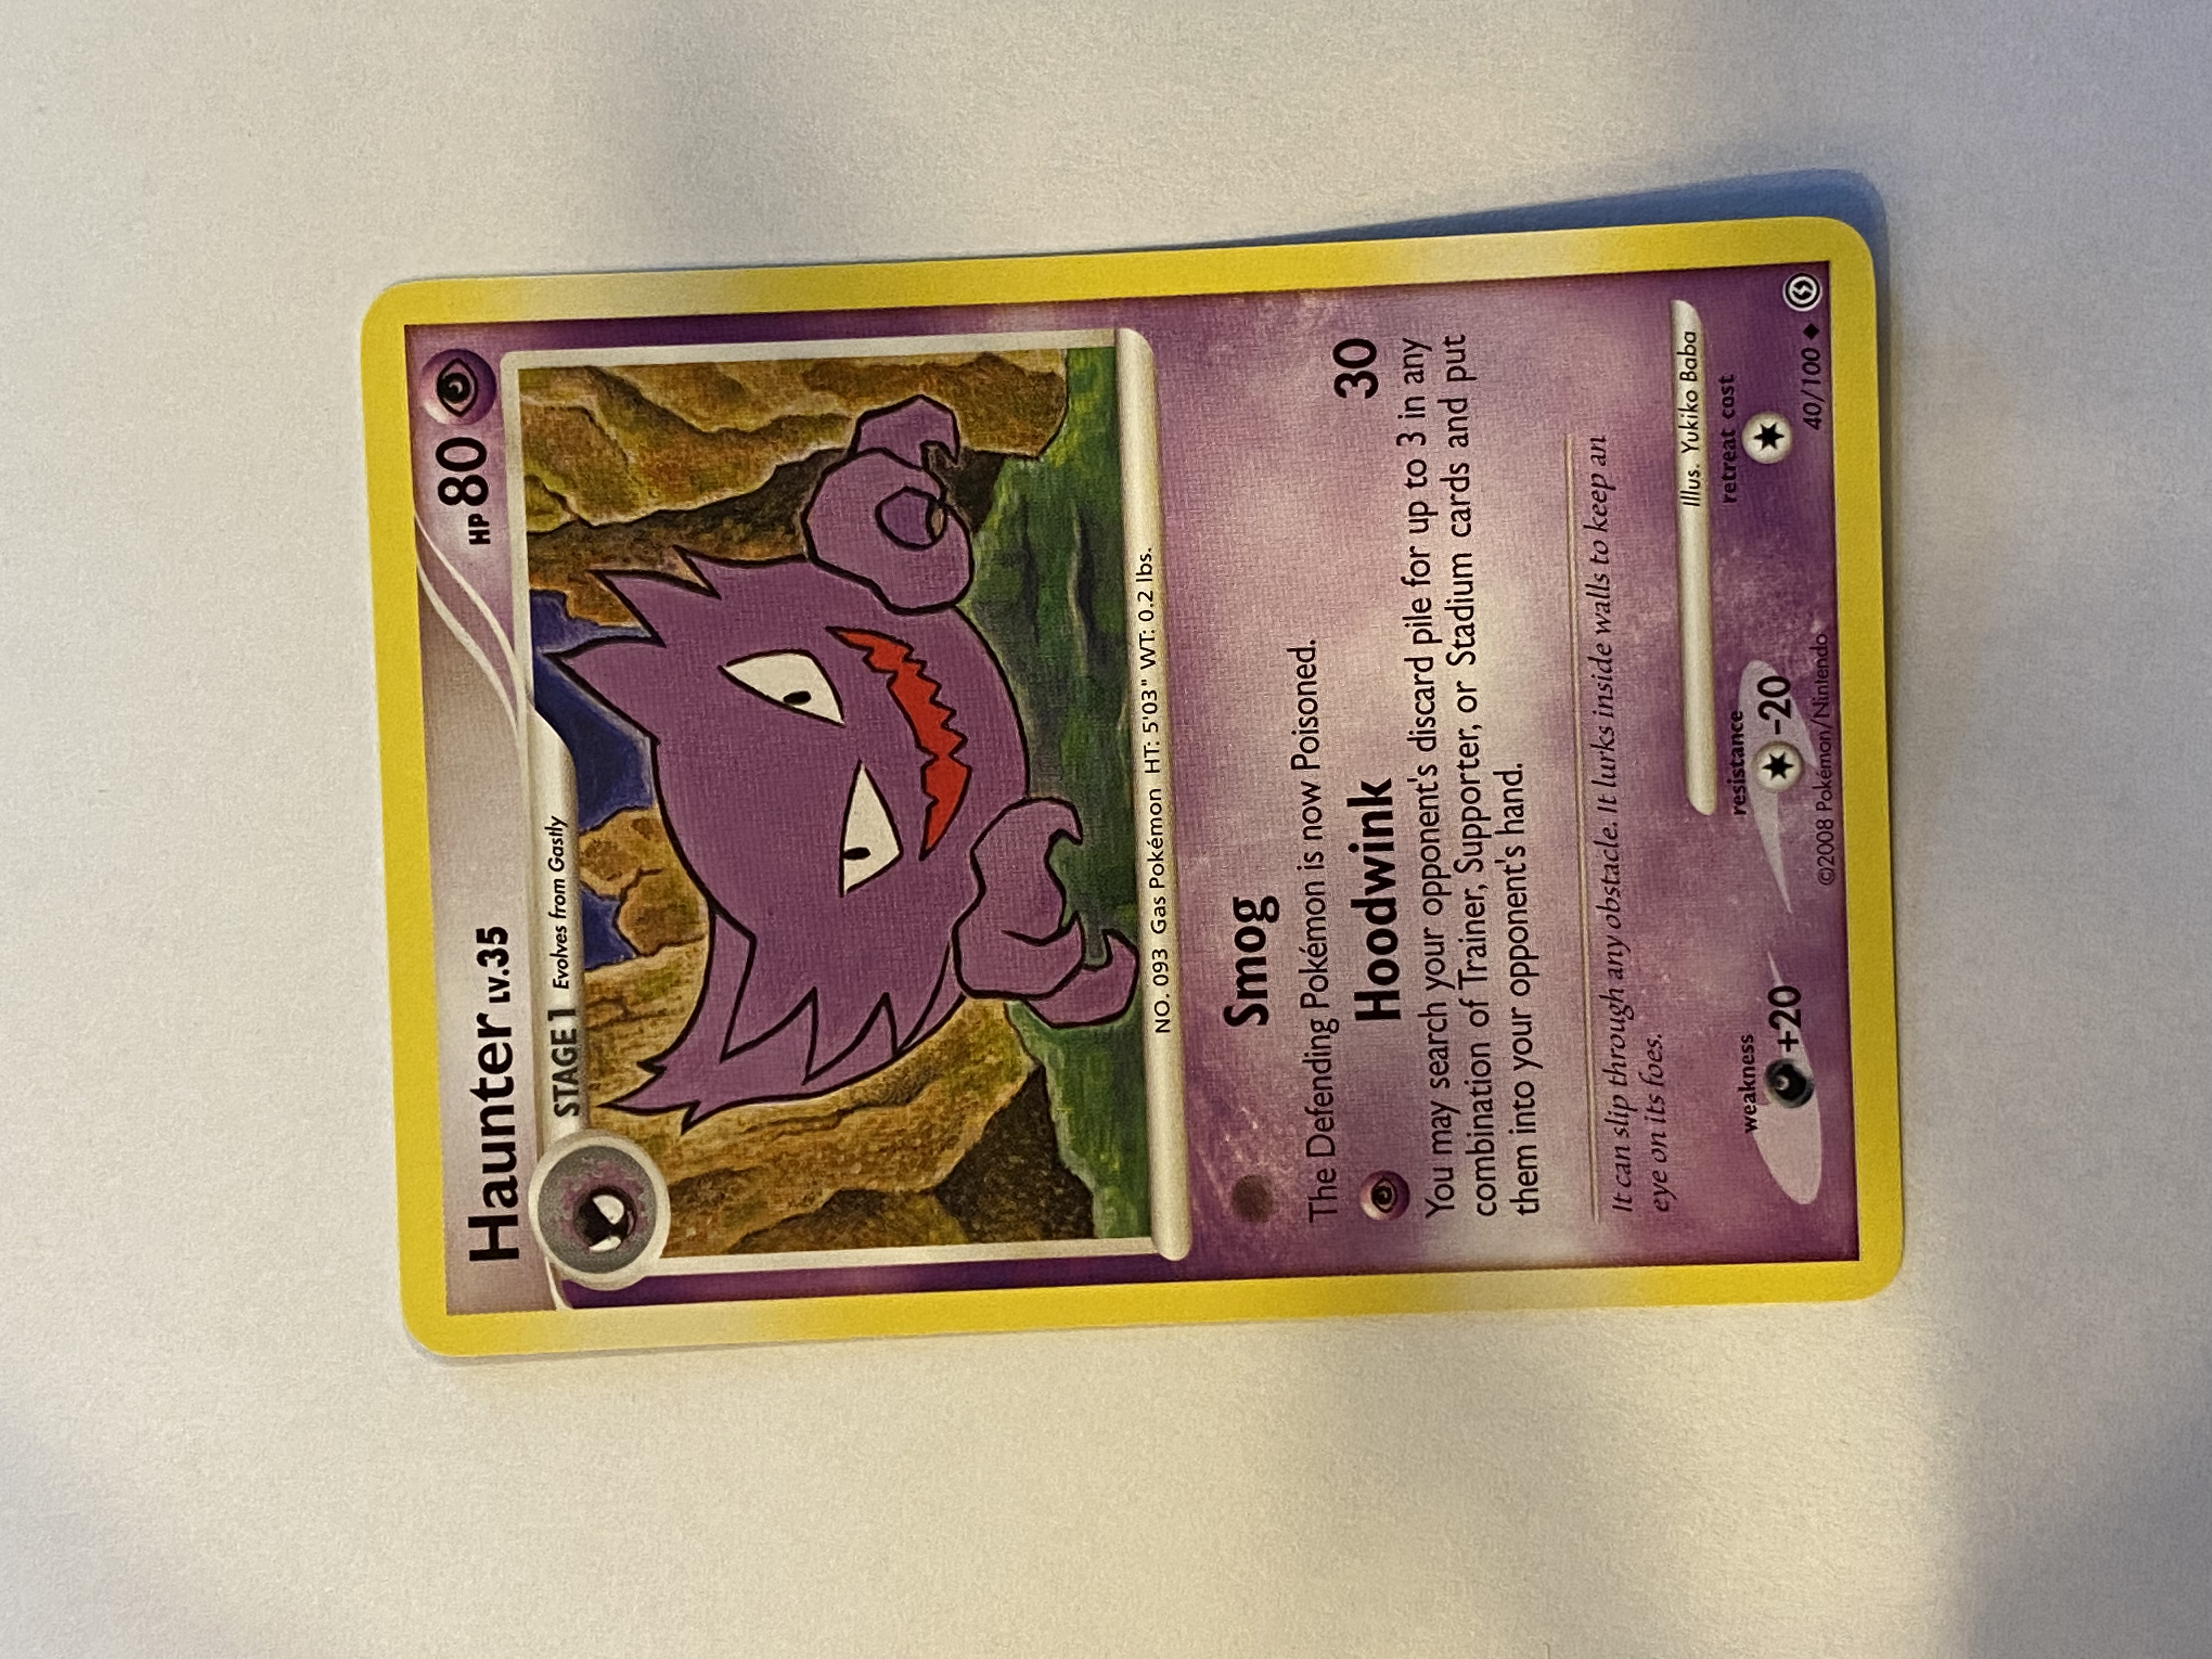 Haunter LV.35
HP 80
STAGE 1 Evolves from Gastly
NO. 093 Gas Pokémon HT: 5'03" WT: 0.2 lbs.
Smog
The Defending Pokémon is now Poisoned.
Hoodwink 30
You may search your opponent's discard pile for up to 3 in any
combination of Trainer, Supporter, or Stadium cards and put
them into your opponent's hand.
It can slip through any obstacle. It lurks inside walls to keep an
eye on its foes.
Illus. Yukiko Baba
weakness
+20
resistance
-20
retreat cost
©2008 Pokémon/Nintendo
40/100